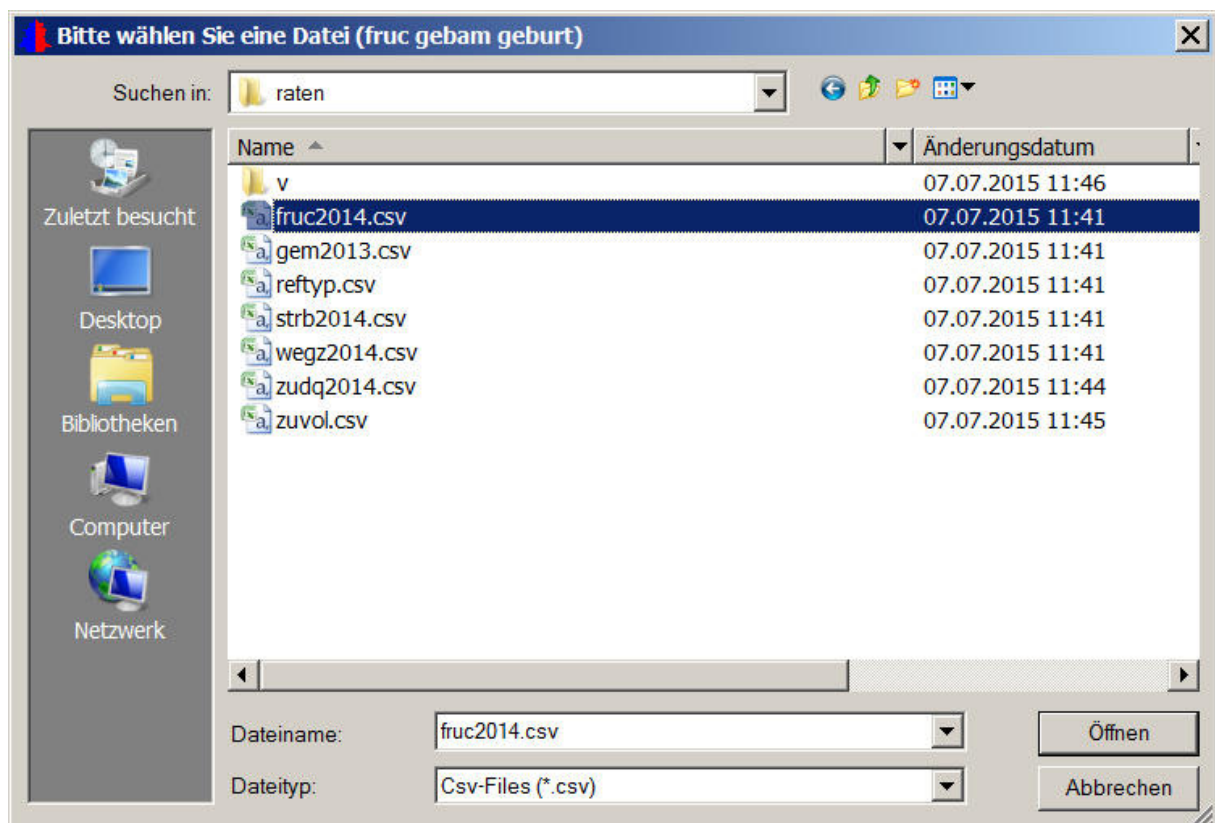 Bitte wählen Sie eine Datei (fruc gebam geburt)
Suchen in: raten
Name Änderungsdatum
v 07.07.2015 11:46
fruc2014.csv 07.07.2015 11:41
gem2013.csv 07.07.2015 11:41
reftyp.csv 07.07.2015 11:41
strb2014.csv 07.07.2015 11:41
wegz2014.csv 07.07.2015 11:41
zudq2014.csv 07.07.2015 11:44
zuvol.csv 07.07.2015 11:45
Zuletzt besucht
Desktop
Bibliotheken
Computer
Netzwerk
Dateiname: fruc2014.csv Öffnen
Dateityp: Csv-Files (*.csv) Abbrechen